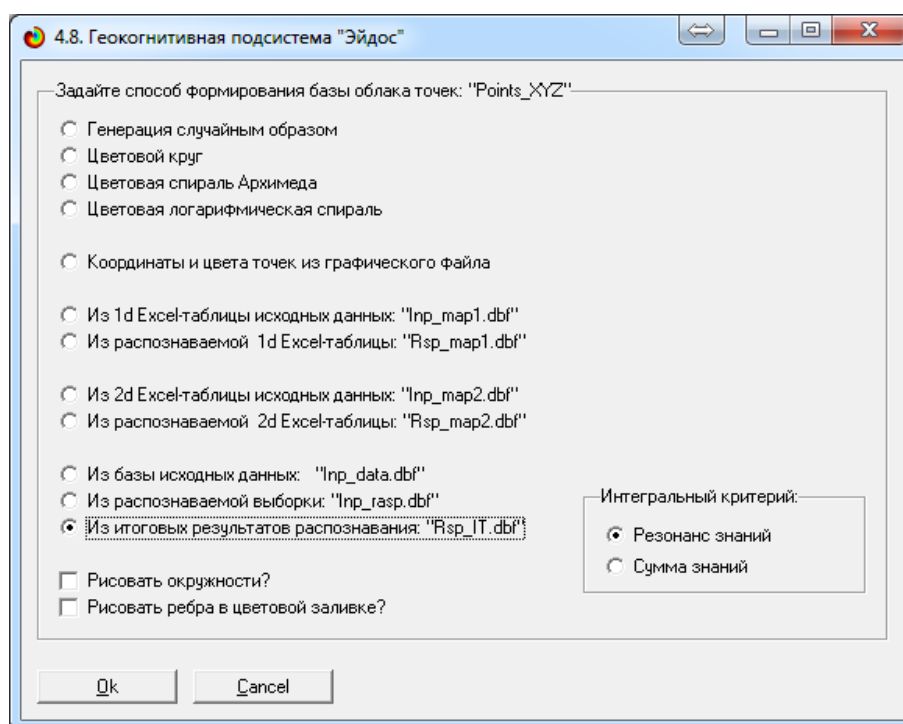 4.8. Геокогнитивная подсистема "Эйдос"
Задайте способ формирования базы облака точек: "Points_XYZ"
Генерация случайным образом
Цветовой круг
Цветовая спираль Архимеда
Цветовая логарифмическая спираль
Координаты и цвета точек из графического файла
Из 1d Excel-таблицы исходных данных: "Inp_map1.dbf"
Из распознаваемой 1d Excel-таблицы: "Rsp_map1.dbf"
Из 2d Excel-таблицы исходных данных: "Inp_map2.dbf"
Из распознаваемой 2d Excel-таблицы: "Rsp_map2.dbf"
Из базы исходных данных: "Inp_data.dbf"
Из распознаваемой выборки: "Inp_rasp.dbf"
Из итоговых результатов распознавания: "Rsp_IT.dbf"
Интегральный критерий:
Резонанс знаний
Сумма знаний
Рисовать окружности?
Рисовать ребра в цветовой заливке?
Ok
Cancel